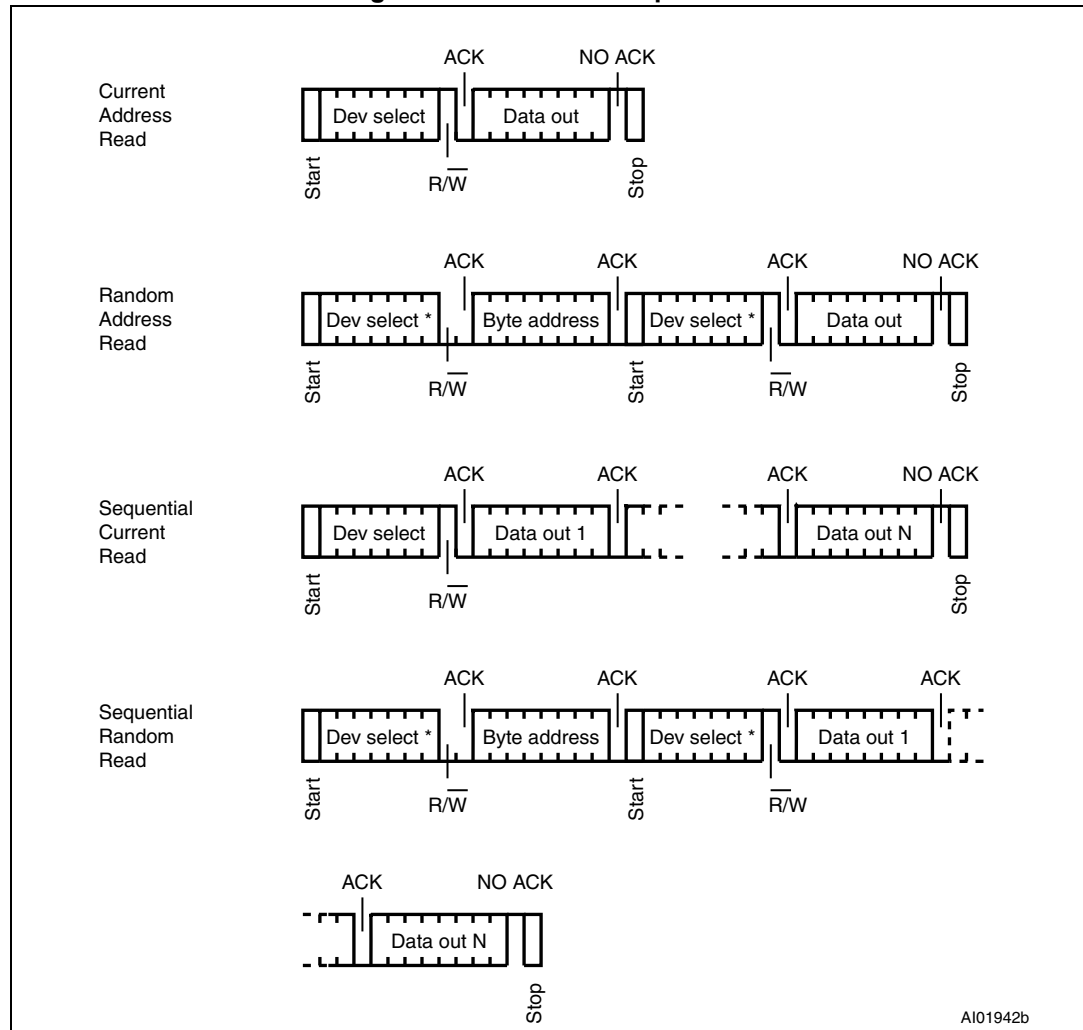 ACK NO ACK
Current
Address
Read
Dev select Data out
Start R/W Stop
ACK ACK ACK NO ACK
Random
Address
Read
Dev select * Byte address Dev select * Data out
Start R/W Start R/W Stop
ACK ACK ACK NO ACK
Sequential
Current
Read
Dev select Data out 1 Data out N
Start R/W Stop
ACK ACK ACK ACK
Sequential
Random
Read
Dev select * Byte address Dev select * Data out 1
Start R/W Start R/W
ACK NO ACK
Data out N
Stop
AI01942b